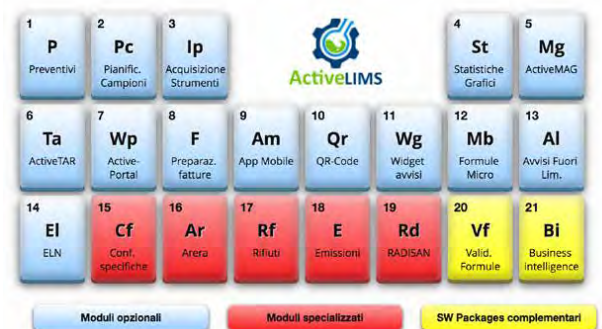 1 2 3 4 5
P Pc Ip St Mg
Preventivi Pianific. Acquisizione Statistiche ActiveMAG
Campioni Strumenti Grafici
ActiveLIMS
6 7 8 9 10 11 12 13
Ta Wp F Am Qr Wg Mb Al
ActiveTAR Active- Preparaz. App Mobile QR-Code Widget Formule Avvisi Fuori
Portal fatture avvisi Micro Lim.
14 15 16 17 18 19 20 21
El Cf Ar Rf E Rd Vf Bi
ELN Conf. Arera Rifiuti Emissioni RADISAN Valid. Business
specifiche Formule Intelligence
Moduli opzionali Moduli specializzati SW Packages complementari